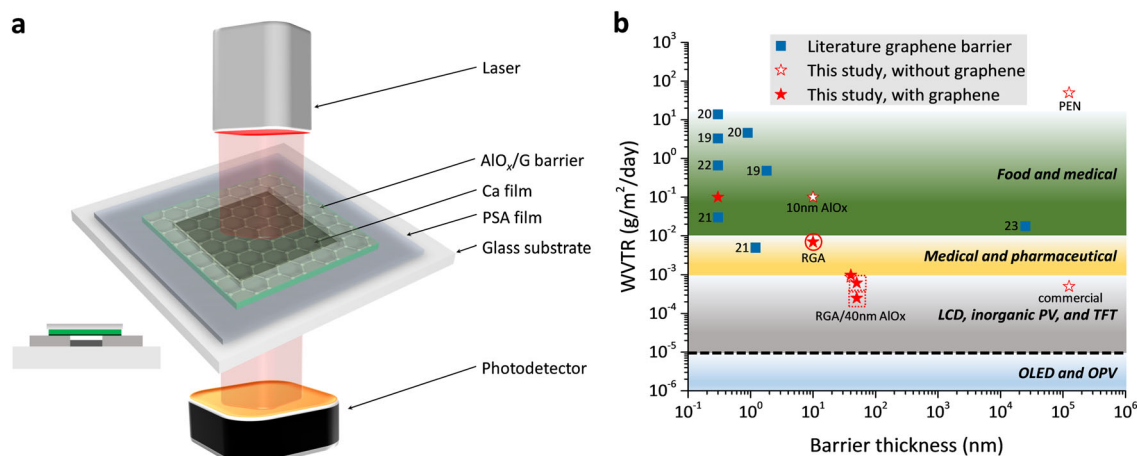 a
Laser
AlOₓ/G barrier
Ca film
PSA film
Glass substrate
Photodetector
b
Literature graphene barrier
This study, without graphene
This study, with graphene
WVTR (g/m²/day)
10³
10²
10¹
10⁰
10⁻¹
10⁻²
10⁻³
10⁻⁴
10⁻⁵
10⁻⁶
PEN
20
20
19
19
22
Food and medical
10nm AlOx
21
23
21
RGA
Medical and pharmaceutical
commercial
RGA/40nm AlOx
LCD, inorganic PV, and TFT
OLED and OPV
10⁻¹ 10⁰ 10¹ 10² 10³ 10⁴ 10⁵ 10⁶
Barrier thickness (nm)